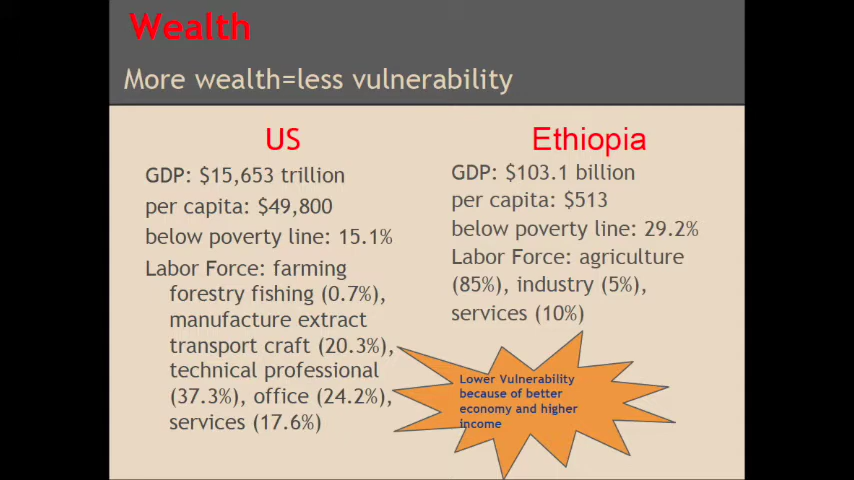 Wealth
More wealth=less vulnerability
US
GDP: $15,653 trillion
per capita: $49,800
below poverty line: 15.1%
Labor Force: farming
forestry fishing (0.7%),
manufacture extract
transport craft (20.3%),
technical professional
(37.3%), office (24.2%),
services (17.6%)
Ethiopia
GDP: $103.1 billion
per capita: $513
below poverty line: 29.2%
Labor Force: agriculture
(85%), industry (5%),
services (10%)
Lower Vulnerability
because of better
economy and higher
income